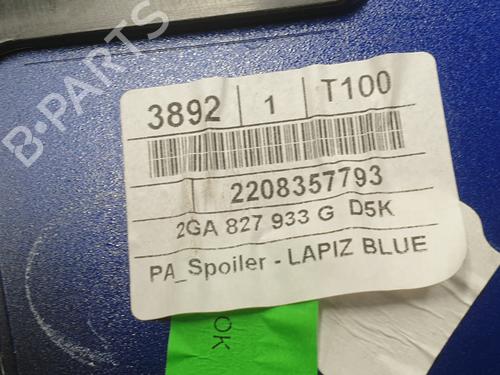 B-PARTS
3892 1 T100
2208357793
2GA 827 933 G D5K
PA_Spoiler - LAPIZ BLUE
OK